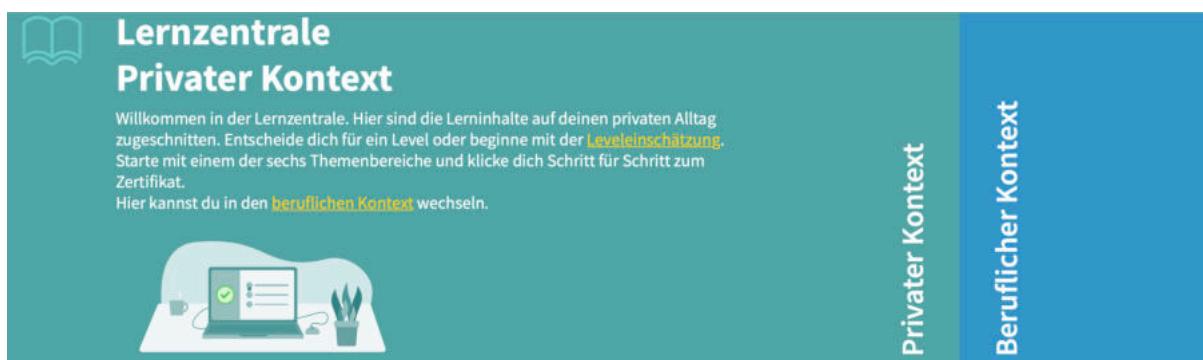 Lernzentrale
Privater Kontext
Willkommen in der Lernzentrale. Hier sind die Lerninhalte auf deinen privaten Alltag
zugeschnitten. Entscheide dich für ein Level oder beginne mit der Leveleinschätzung.
Starte mit einem der sechs Themenbereiche und klicke dich Schritt für Schritt zum
Zertifikat.
Hier kannst du in den beruflichen Kontext wechseln.
Privater Kontext
Beruflicher Kontext